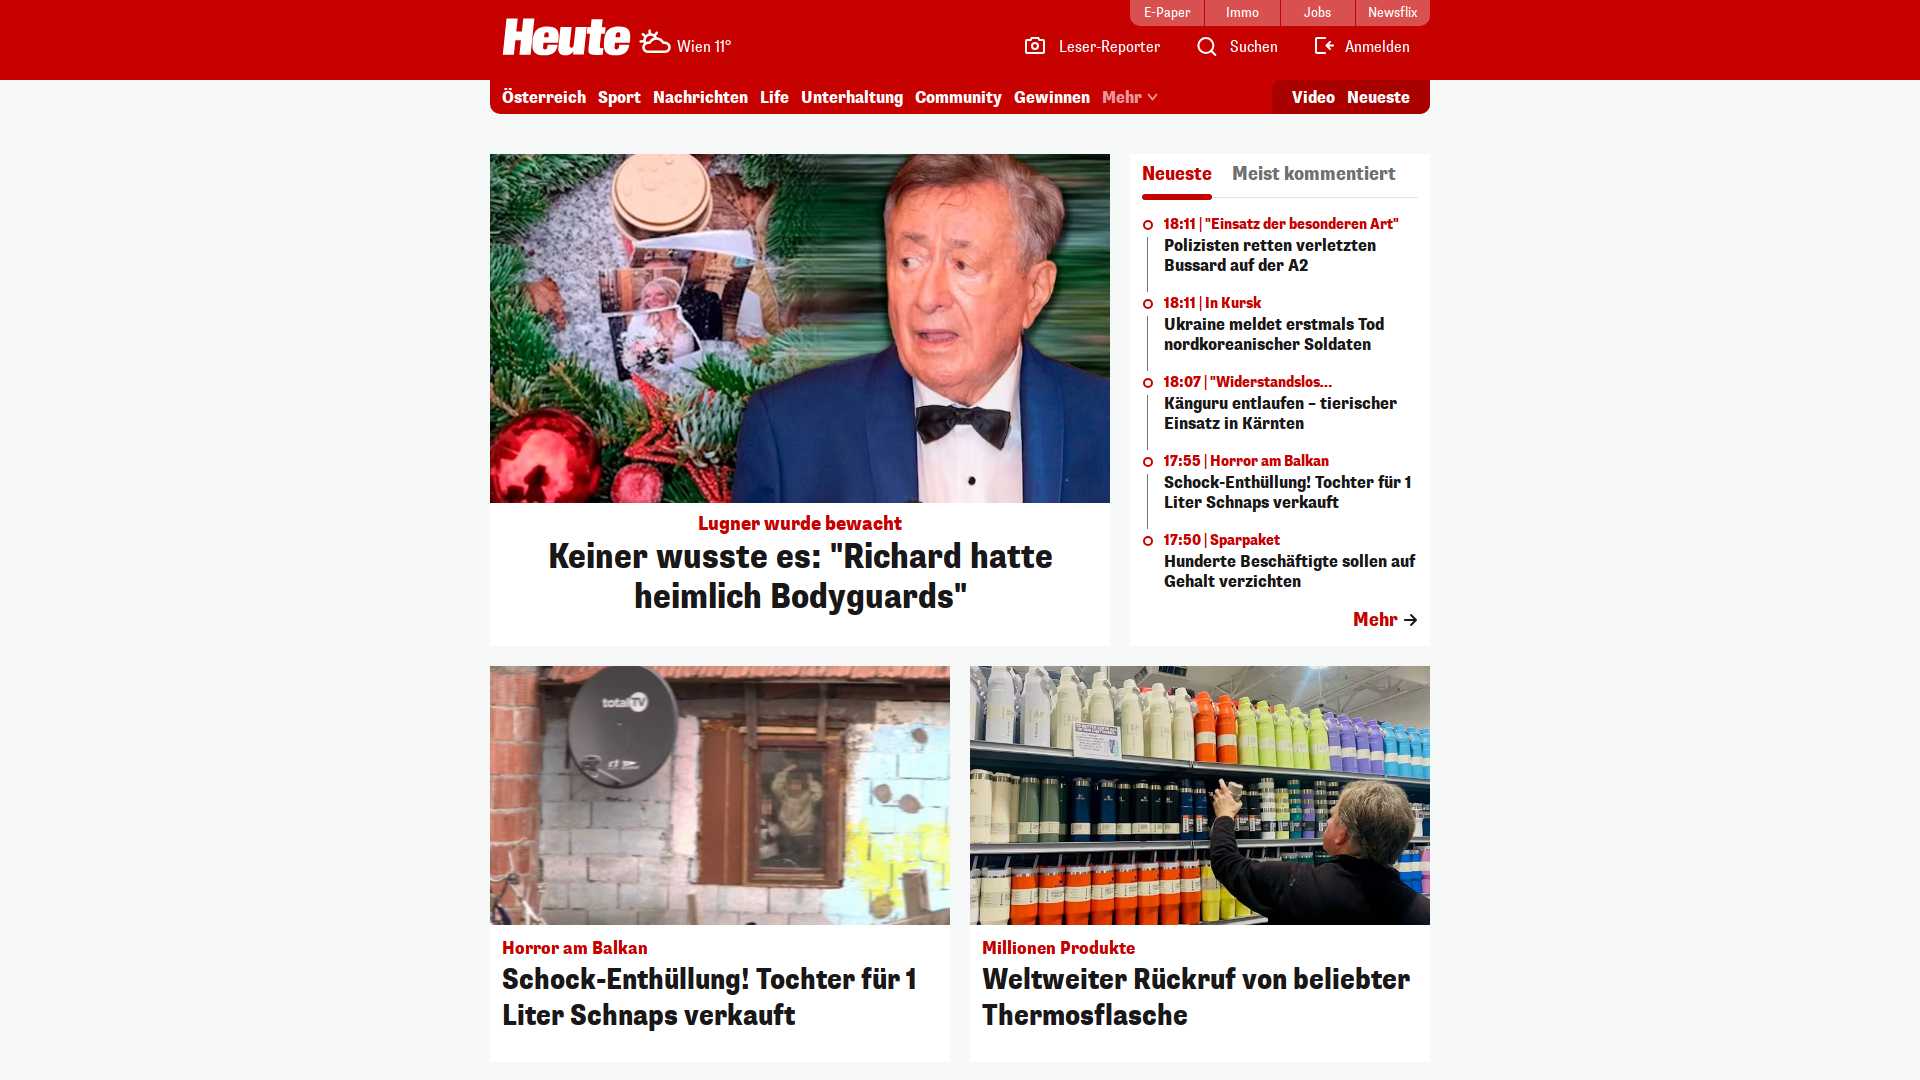 E-Paper
Immo
Jobs
Newsflix
Heute
Wien 11°
Leser-Reporter
Suchen
Anmelden
Österreich
Sport
Nachrichten
Life
Unterhaltung
Community
Gewinnen
Mehr
Video
Neueste
Lugner wurde bewacht
Keiner wusste es: "Richard hatte
heimlich Bodyguards"
Neueste
Meist kommentiert
18:11 | "Einsatz der besonderen Art"
Polizisten retten verletzten
Bussard auf der A2
18:11 | In Kursk
Ukraine meldet erstmals Tod
nordkoreanischer Soldaten
18:07 | "Widerstandslos...
Känguru entlaufen – tierischer
Einsatz in Kärnten
17:55 | Horror am Balkan
Schock-Enthüllung! Tochter für 1
Liter Schnaps verkauft
17:50 | Sparpaket
Hunderte Beschäftigte sollen auf
Gehalt verzichten
Mehr
totalTV
Horror am Balkan
Schock-Enthüllung! Tochter für 1
Liter Schnaps verkauft
Millionen Produkte
Weltweiter Rückruf von beliebter
Thermosflasche